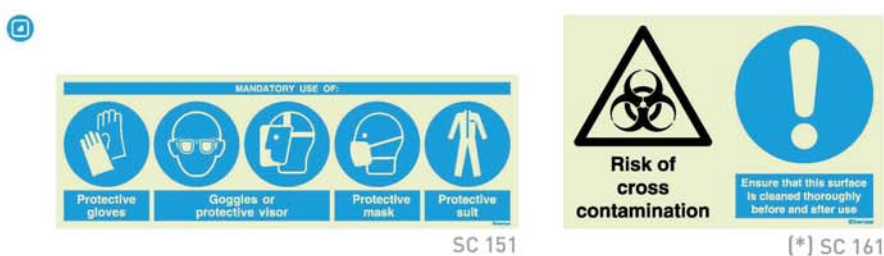 MANDATORY USE OF:
Protective
gloves
Goggles or
protective visor
Protective
mask
Protective
suit
SC 151
Risk of
cross
contamination
Ensure that this surface
is cleaned thoroughly
before and after use
(*) SC 161